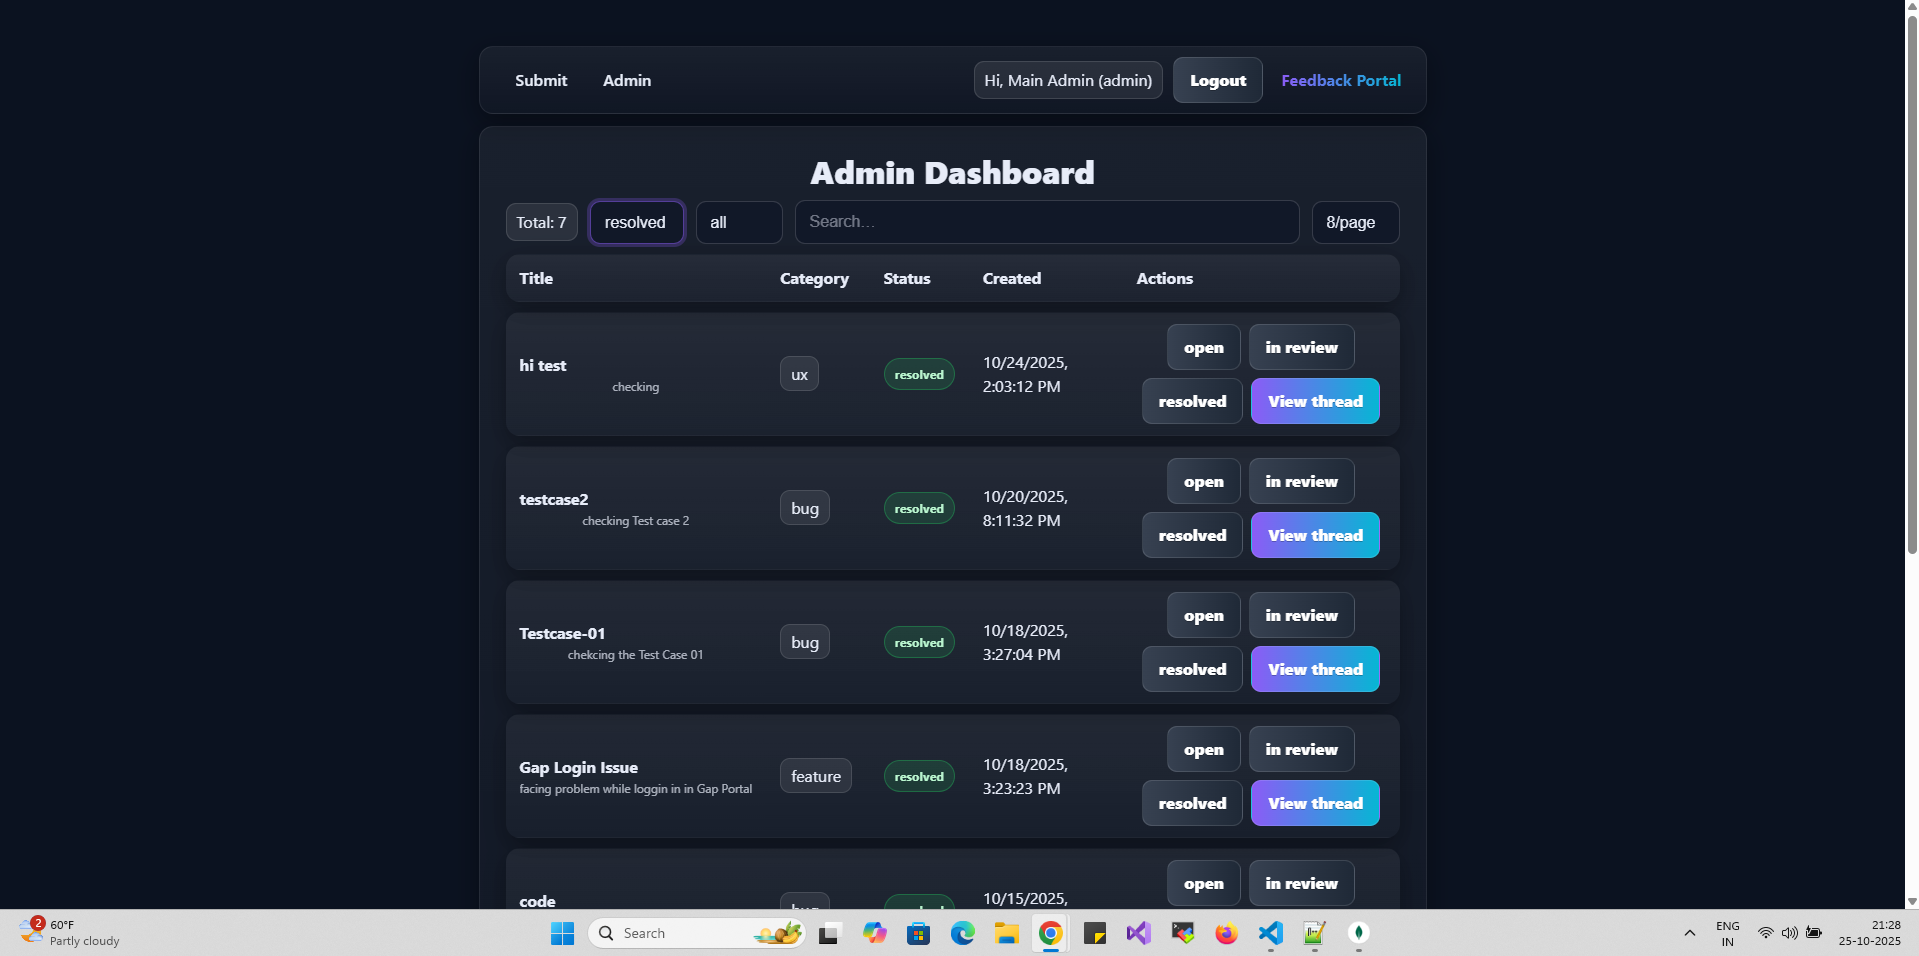 Submit Admin Hi, Main Admin (admin) Logout Feedback Portal
Admin Dashboard
Total: 7 resolved all Search... 8/page
Title Category Status Created Actions
hi test
checking
ux
resolved
10/24/2025,
2:03:12 PM
open in review
resolved View thread
testcase2
checking Test case 2
bug
resolved
10/20/2025,
8:11:32 PM
open in review
resolved View thread
Testcase-01
chekcing the Test Case 01
bug
resolved
10/18/2025,
3:27:04 PM
open in review
resolved View thread
Gap Login Issue
facing problem while loggin in in Gap Portal
feature
resolved
10/18/2025,
3:23:23 PM
open in review
resolved View thread
code
10/15/2025,
open in review
2
60°F
Partly cloudy
Search
ENG
IN
21:28
25-10-2025